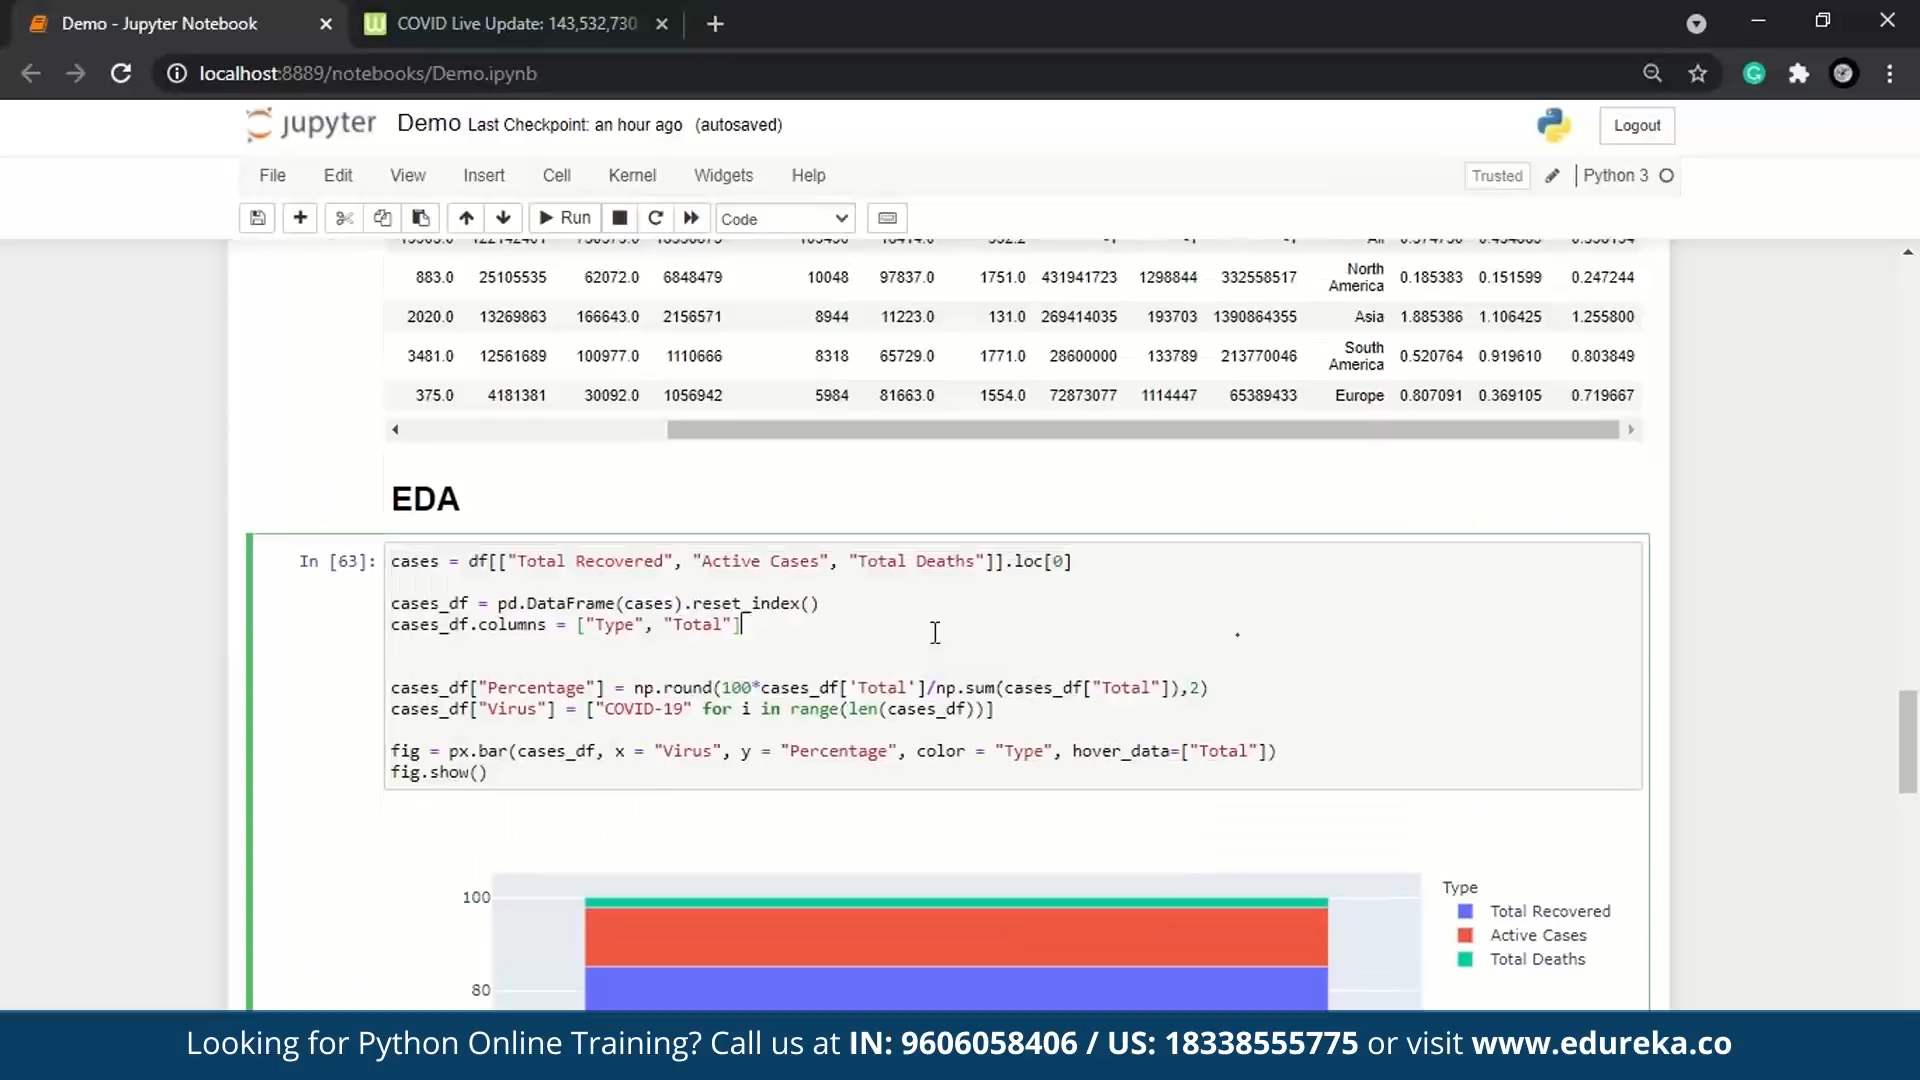 Demo - Jupyter Notebook
COVID Live Update: 143,532,730
localhost:8889/notebooks/Demo.ipynb
jupyter Demo Last Checkpoint: an hour ago (autosaved)
Logout
File Edit View Insert Cell Kernel Widgets Help
Trusted Python 3
Run Code
883.0 25105535 62072.0 6848479 10048 97837.0 1751.0 431941723 1298844 332558517 North America 0.185383 0.151599 0.247244
2020.0 13269863 166643.0 2156571 8944 11223.0 131.0 269414035 193703 1390864355 Asia 1.885386 1.106425 1.255800
3481.0 12561689 100977.0 1110666 8318 65729.0 1771.0 28600000 133789 213770046 South America 0.520764 0.919610 0.803849
375.0 4181381 30092.0 1056942 5984 81663.0 1554.0 72873077 1114447 65389433 Europe 0.807091 0.369105 0.719667
EDA
In [63]:
cases = df[["Total Recovered", "Active Cases", "Total Deaths"]].loc[0]
cases_df = pd.DataFrame(cases).reset_index()
cases_df.columns = ["Type", "Total"]
cases_df["Percentage"] = np.round(100*cases_df['Total']/np.sum(cases_df["Total"]),2)
cases_df["Virus"] = ["COVID-19" for i in range(len(cases_df))]
fig = px.bar(cases_df, x = "Virus", y = "Percentage", color = "Type", hover_data=["Total"])
fig.show()
100
80
Type
Total Recovered
Active Cases
Total Deaths
Looking for Python Online Training? Call us at IN: 9606058406 / US: 18338555775 or visit www.edureka.co